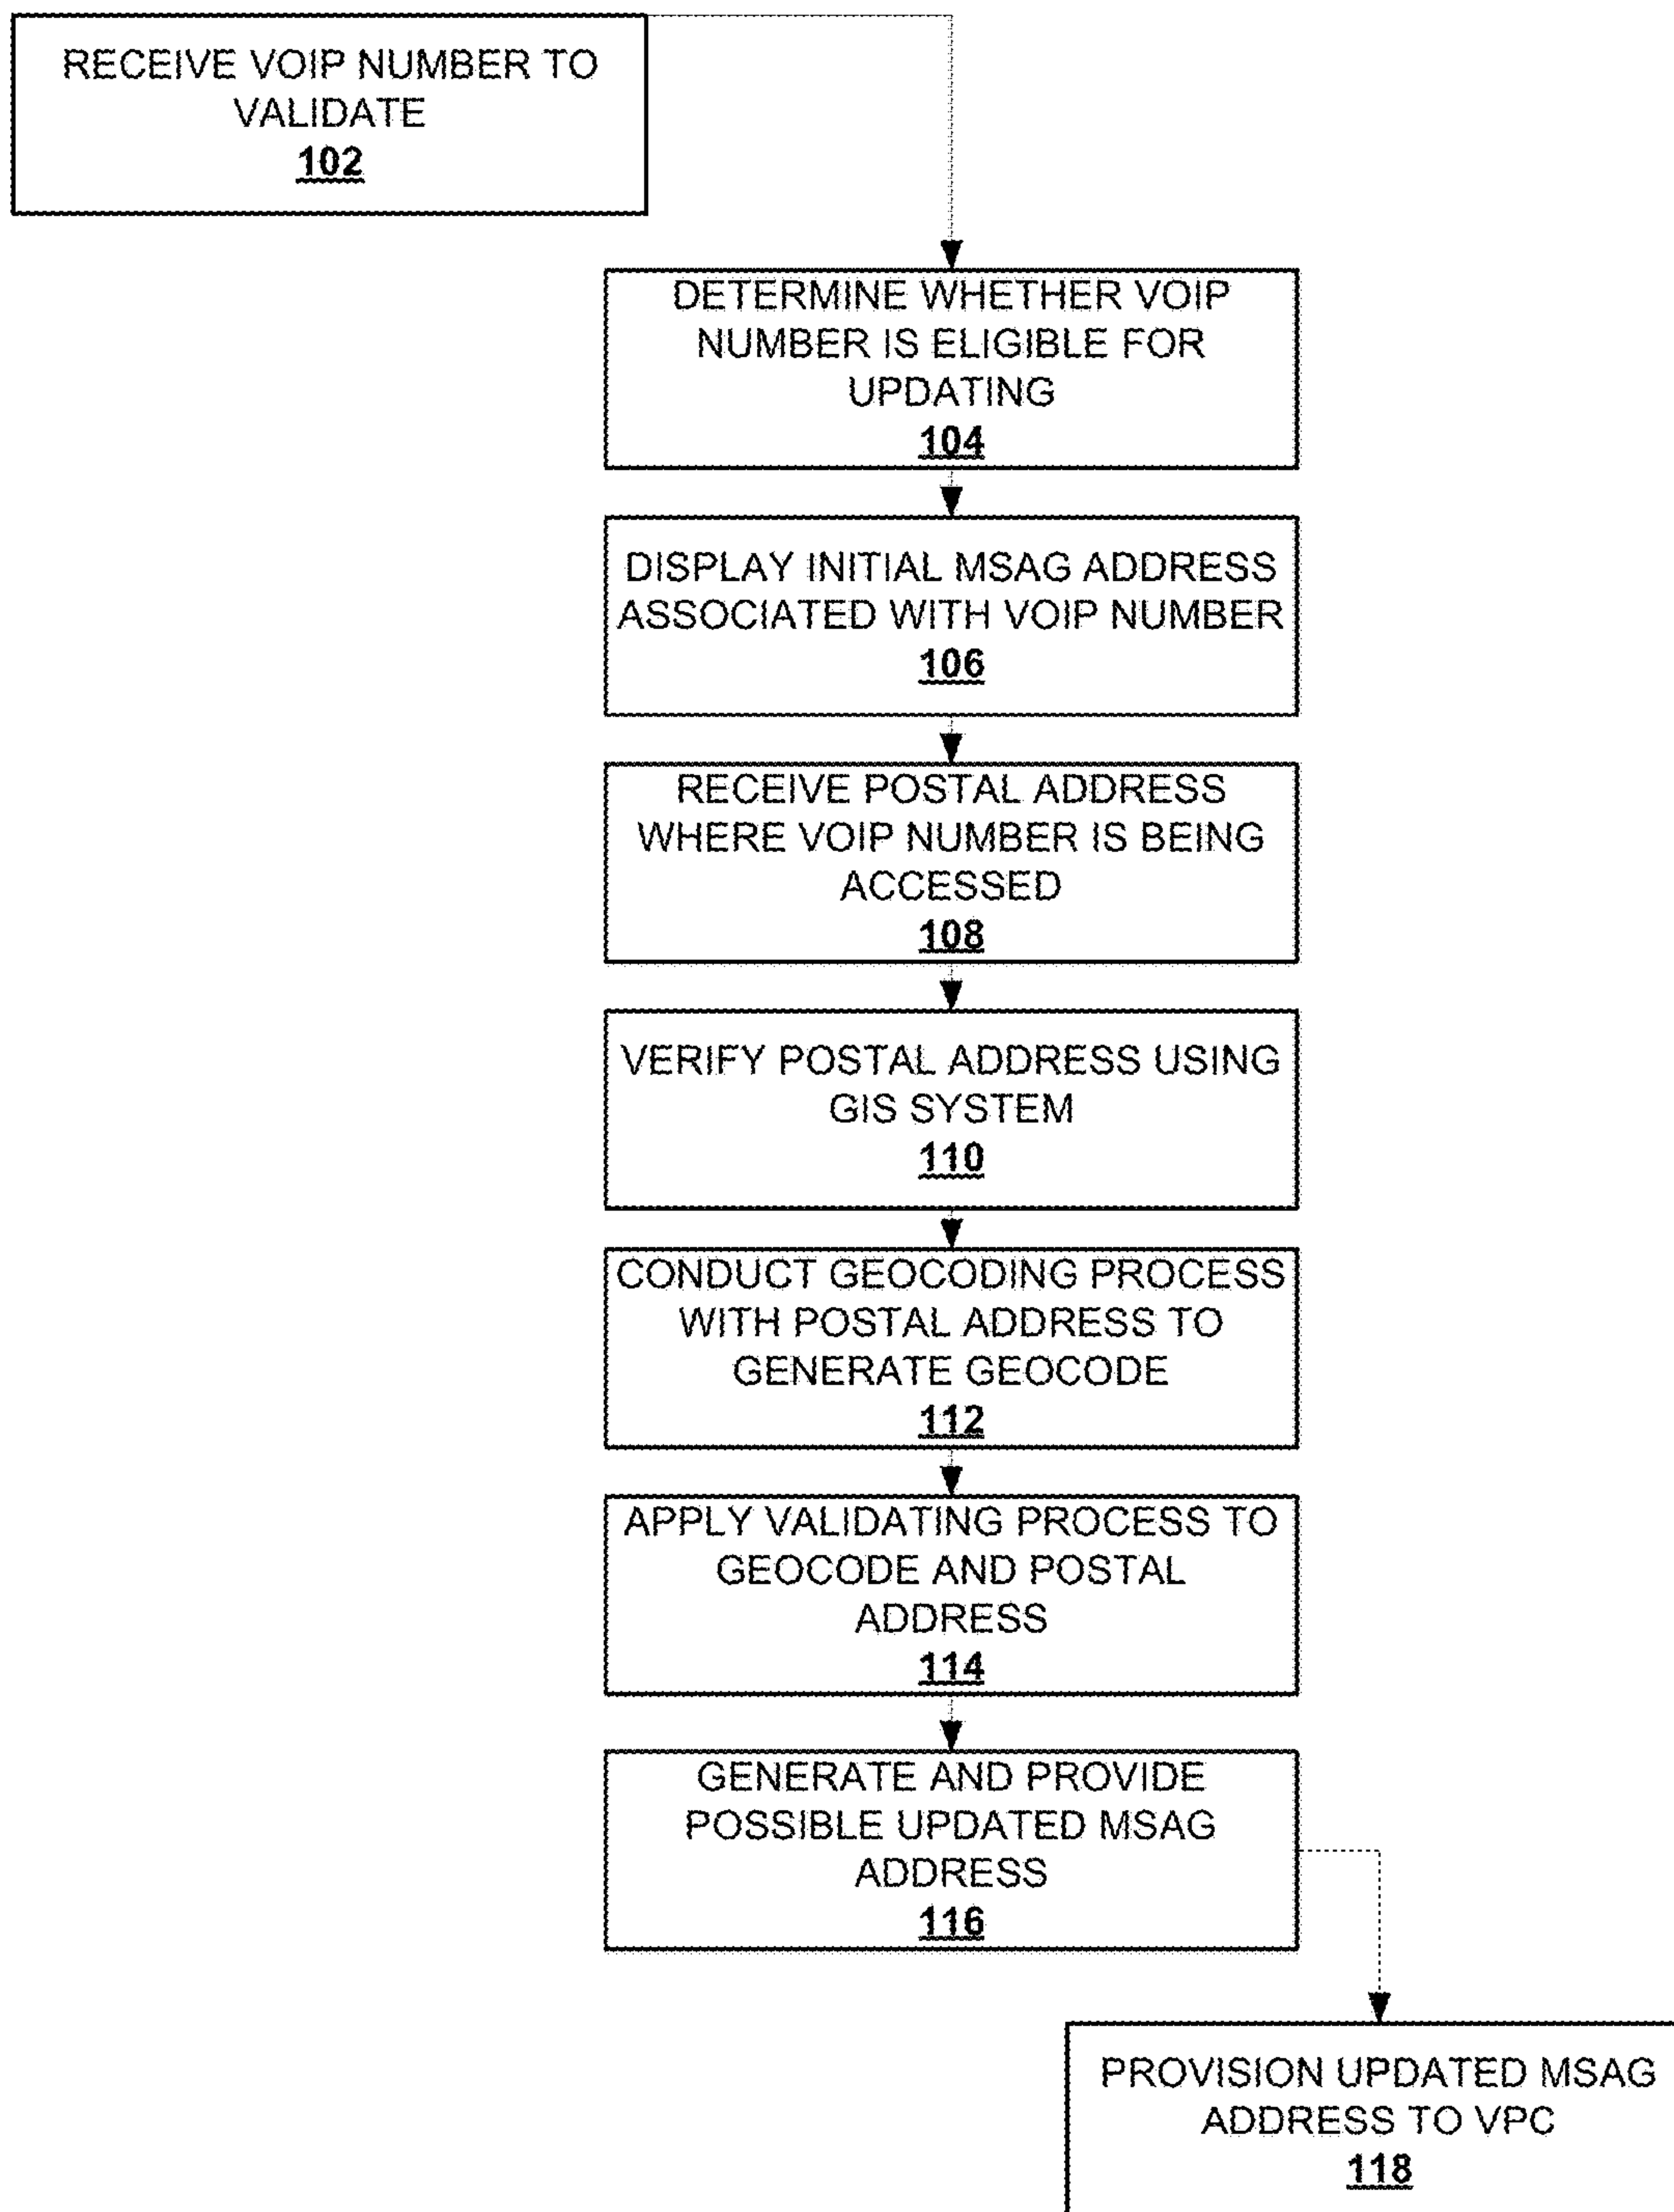 RECEIVE VOIP NUMBER TO
VALIDATE
102
DETERMINE WHETHER VOIP
NUMBER IS ELIGIBLE FOR
UPDATING
104
DISPLAY INITIAL MSAG ADDRESS
ASSOCIATED WITH VOIP NUMBER
106
RECEIVE POSTAL ADDRESS
WHERE VOIP NUMBER IS BEING
ACCESSED
108
VERIFY POSTAL ADDRESS USING
GIS SYSTEM
110
CONDUCT GEOCODING PROCESS
WITH POSTAL ADDRESS TO
GENERATE GEOCODE
112
APPLY VALIDATING PROCESS TO
GEOCODE AND POSTAL
ADDRESS
114
GENERATE AND PROVIDE
POSSIBLE UPDATED MSAG
ADDRESS
116
PROVISION UPDATED MSAG
ADDRESS TO VPC
118